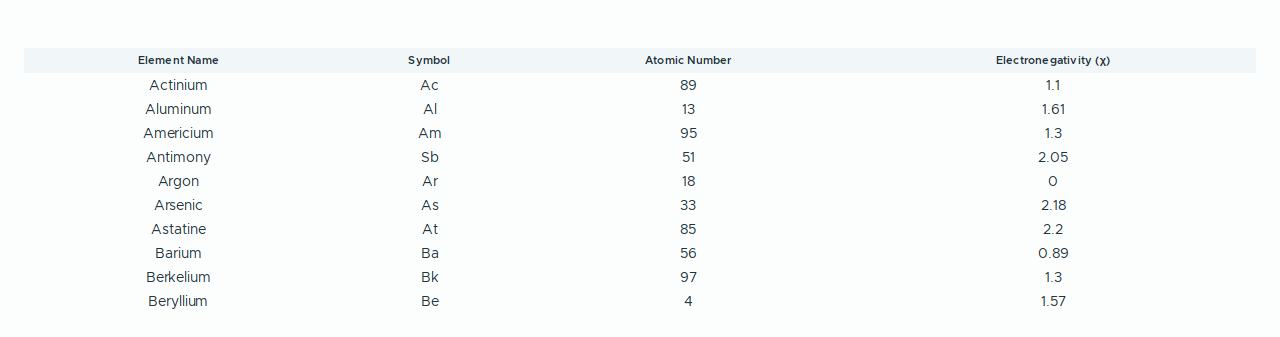 Element Name Symbol Atomic Number Electronegativity (χ)
Actinium Ac 89 1.1
Aluminum Al 13 1.61
Americium Am 95 1.3
Antimony Sb 51 2.05
Argon Ar 18 0
Arsenic As 33 2.18
Astatine At 85 2.2
Barium Ba 56 0.89
Berkelium Bk 97 1.3
Beryllium Be 4 1.57